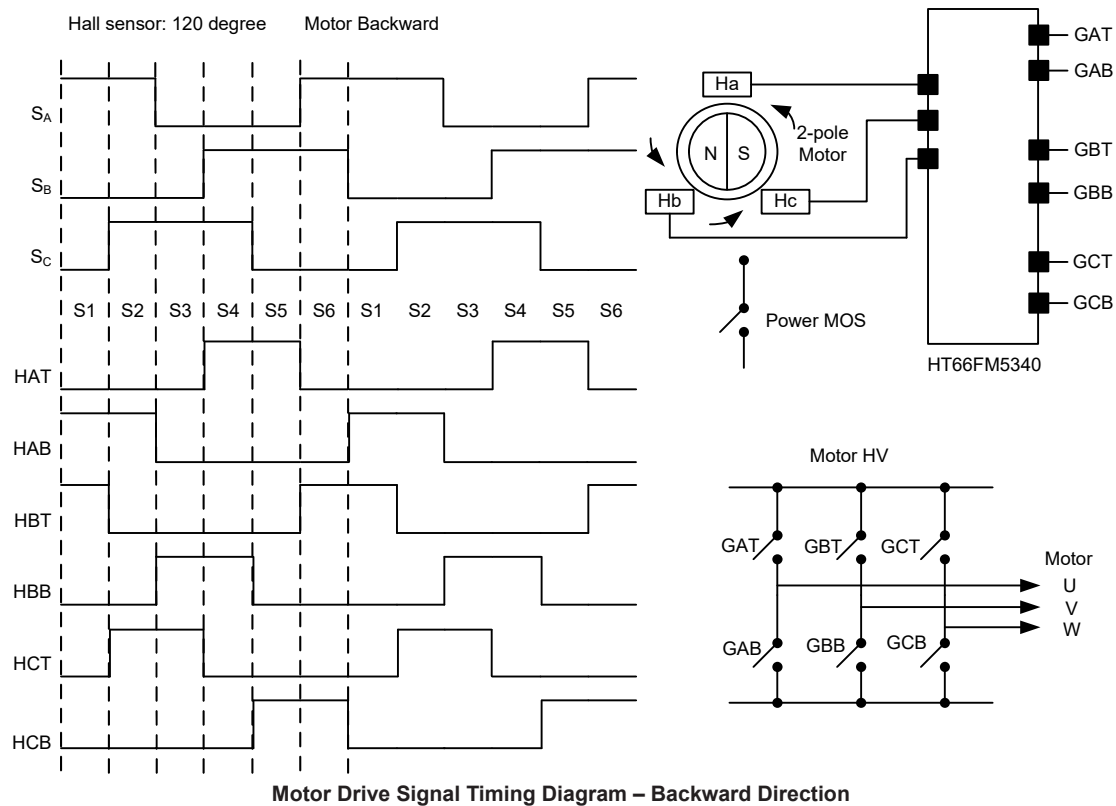 Hall sensor: 120 degree
Motor Backward
SA
SB
SC
S1 S2 S3 S4 S5 S6 S1 S2 S3 S4 S5 S6
HAT
HAB
HBT
HBB
HCT
HCB
Ha
2-pole
Motor
N S
Hb
Hc
Power MOS
GAT
GAB
GBT
GBB
GCT
GCB
HT66FM5340
Motor HV
GAT
GBT
GCT
Motor
U
V
W
GAB
GBB
GCB
Motor Drive Signal Timing Diagram – Backward Direction